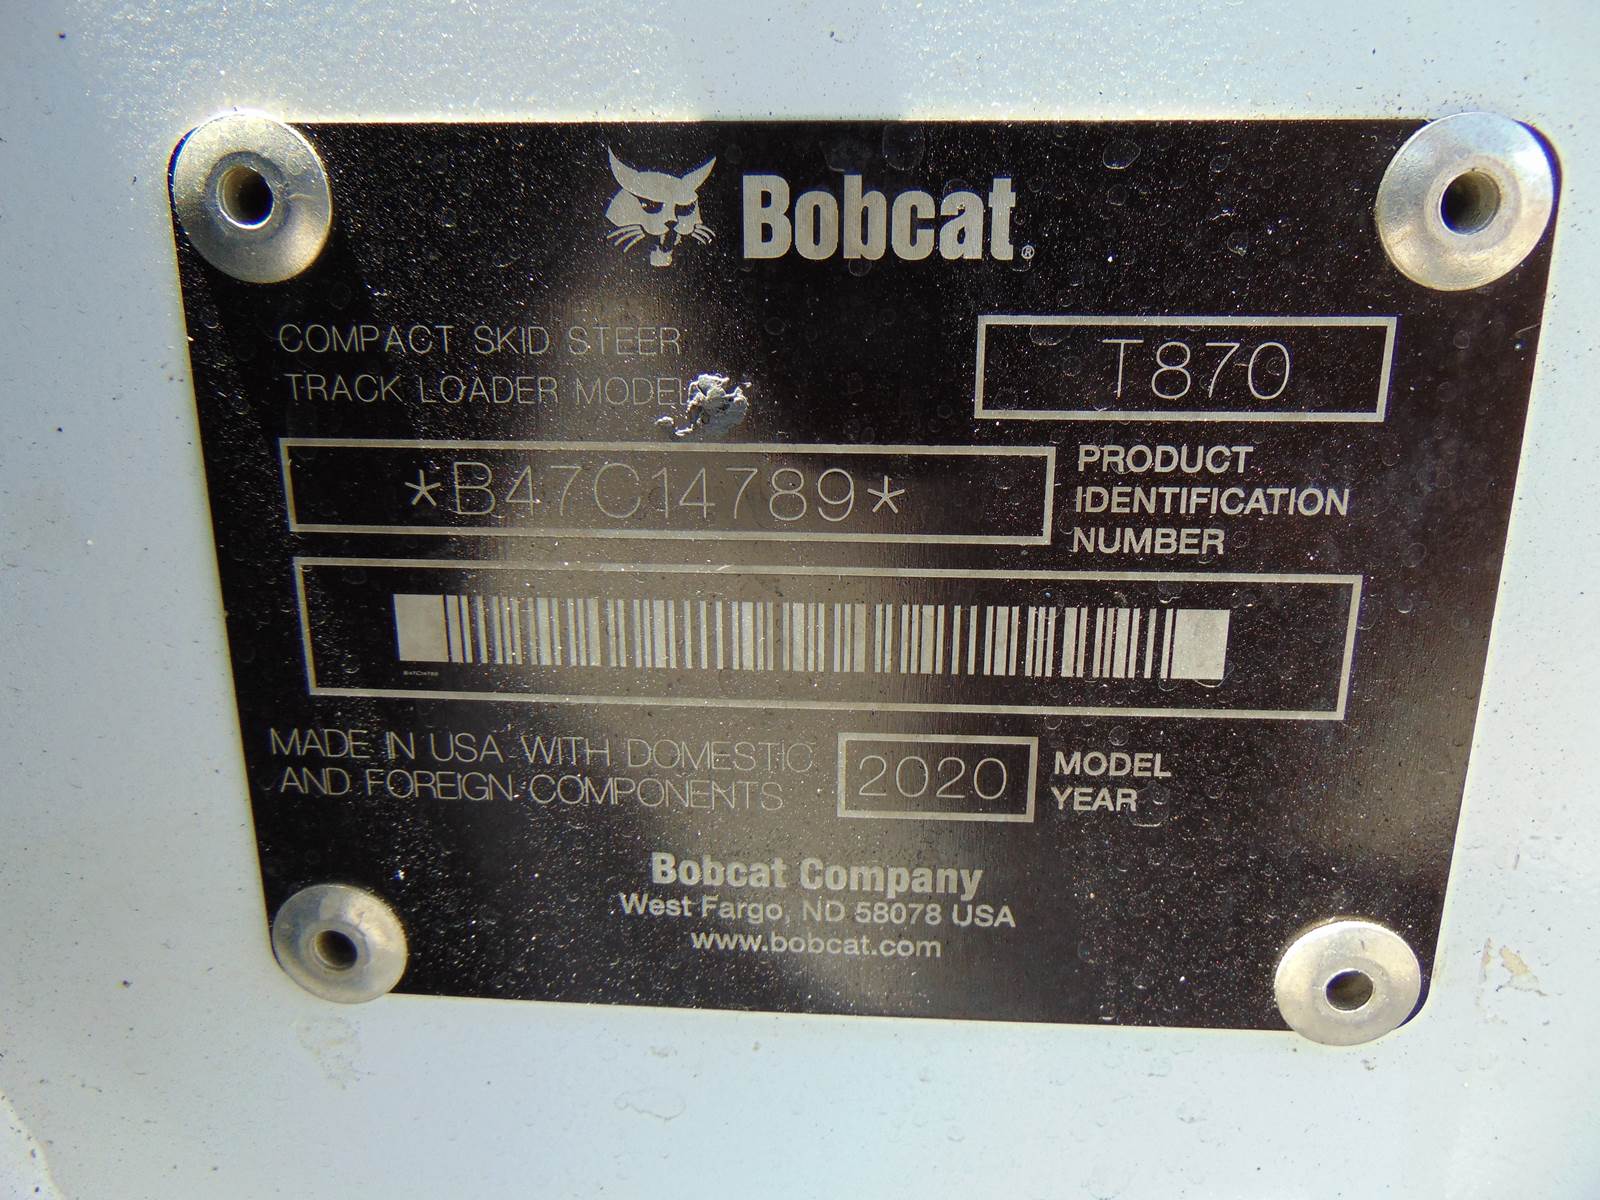 Bobcat®
COMPACT SKID STEER
TRACK LOADER MODEL
T870
*B47C14789*
PRODUCT
IDENTIFICATION
NUMBER
B47C14789
MADE IN USA WITH DOMESTIC
AND FOREIGN COMPONENTS
2020
MODEL
YEAR
Bobcat Company
West Fargo, ND 58078 USA
www.bobcat.com